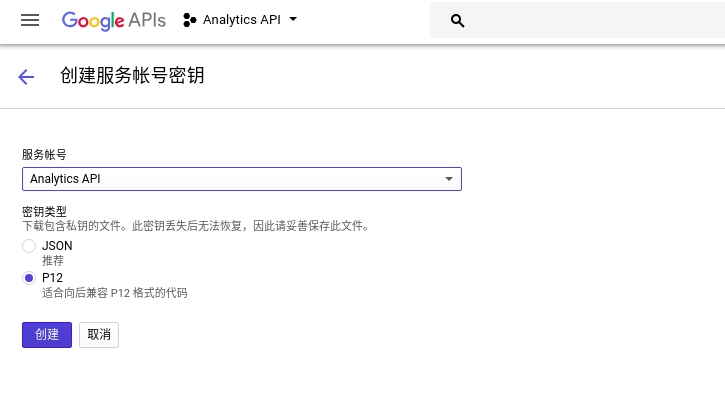 Google APIs Analytics API
创建服务帐号密钥
服务帐号
Analytics API
密钥类型
下载包含私钥的文件。此密钥丢失后无法恢复，因此请妥善保存此文件。
JSON
推荐
P12
适合向后兼容 P12 格式的代码
创建 取消